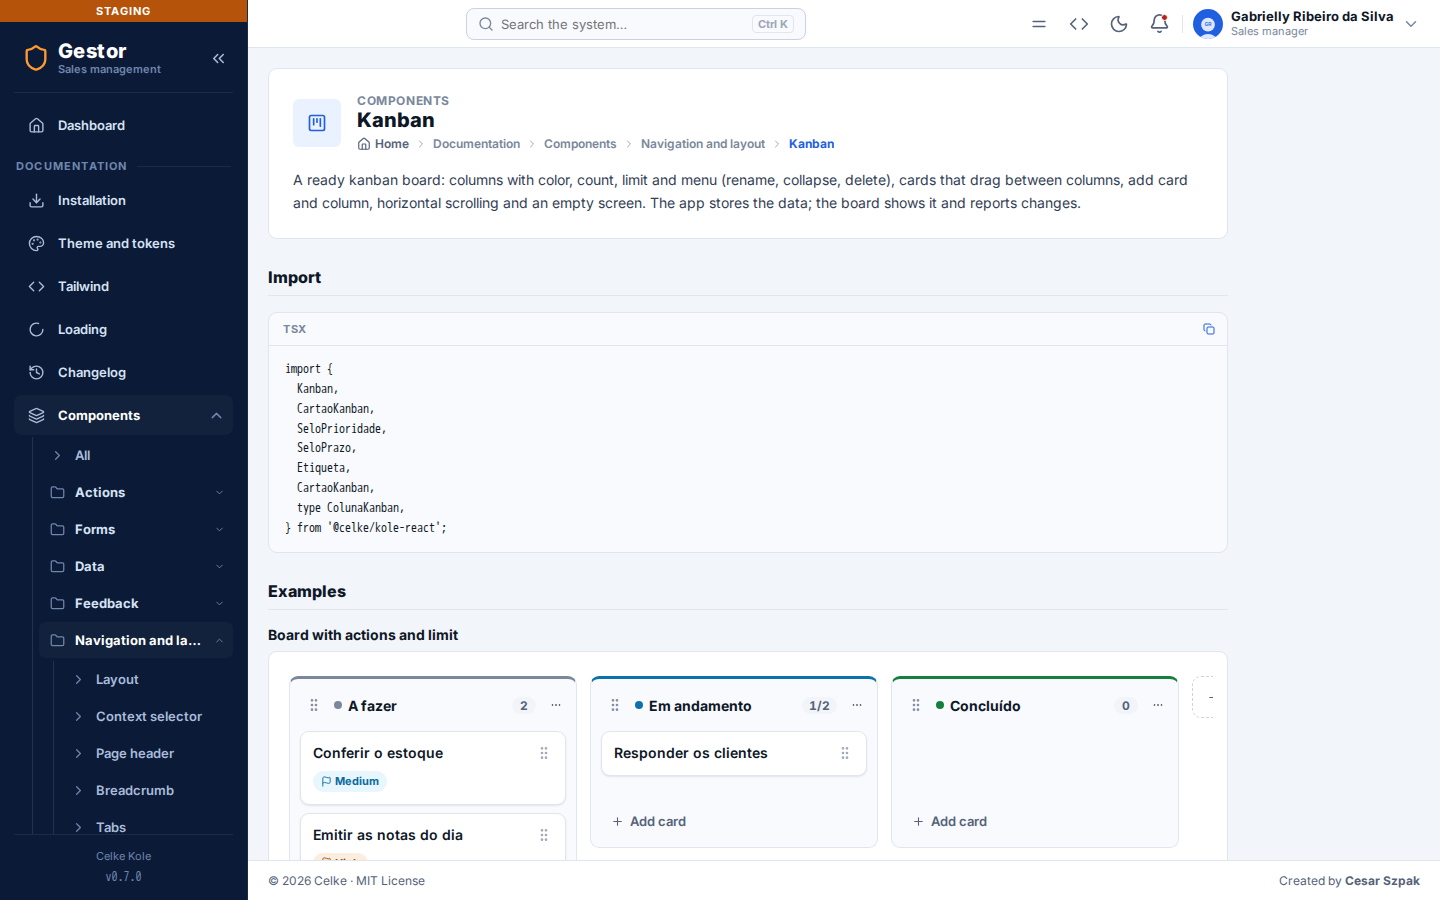 STAGING
Gestor
Sales management
Dashboard
DOCUMENTATION
Installation
Theme and tokens
Tailwind
Loading
Changelog
Components
All
Actions
Forms
Data
Feedback
Navigation and la...
Layout
Context selector
Page header
Breadcrumb
Tabs
Celke Kole
v0.7.0
Search the system...
Ctrl K
GR
Gabrielly Ribeiro da Silva
Sales manager
COMPONENTS
Kanban
Home
Documentation
Components
Navigation and layout
Kanban
A ready kanban board: columns with color, count, limit and menu (rename, collapse, delete), cards that drag between columns, add card
and column, horizontal scrolling and an empty screen. The app stores the data; the board shows it and reports changes.
Import
TSX
import {
Kanban,
CartaoKanban,
SeloPrioridade,
SeloPrazo,
Etiqueta,
CartaoKanban,
type ColunaKanban,
} from '@celke/kole-react';
Examples
Board with actions and limit
A fazer
2
Conferir o estoque
Medium
Emitir as notas do dia
Em andamento
1/2
Responder os clientes
Add card
Concluído
0
Add card
© 2026 Celke · MIT License
Created by Cesar Szpak